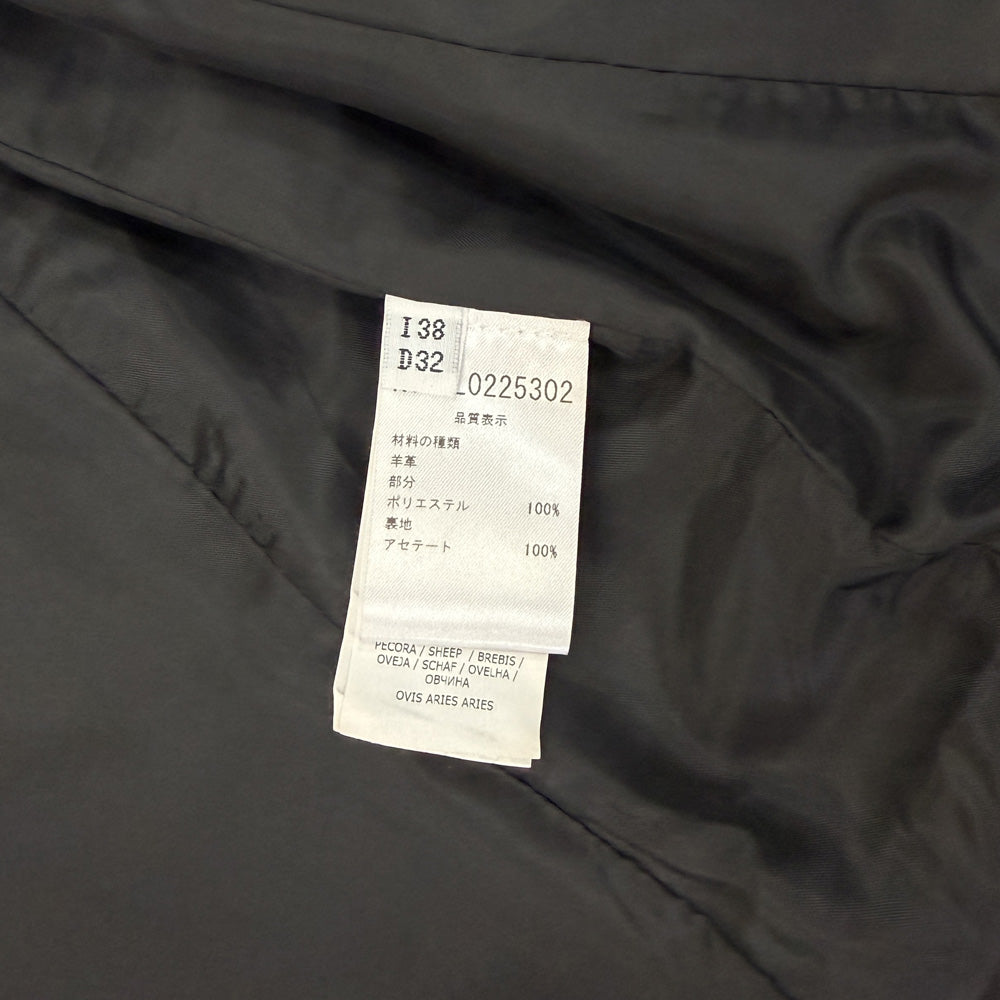 I 38
D32
0225302
品質表示
材料の種類
羊革
部分
ポリエステル 100%
裏地
アセテート 100%
PECORA / SHEEP / BREBIS /
OVEJA / SCHAF / OVELHA /
ОВЧИНА
OVIS ARIES ARIES